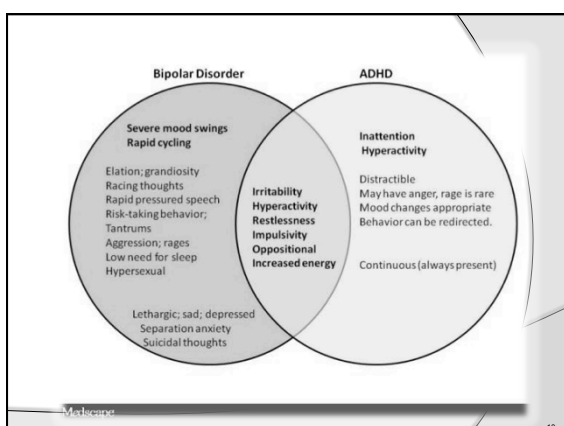 Bipolar Disorder
ADHD
Severe mood swings
Rapid cycling
Elation; grandiosity
Racing thoughts
Rapid pressured speech
Risk-taking behavior;
Tantrums
Aggression; rages
Low need for sleep
Hypersexual
Lethargic; sad; depressed
Separation anxiety
Suicidal thoughts
Irritability
Hyperactivity
Restlessness
Impulsivity
Oppositional
Increased energy
Inattention
Hyperactivity
Distractible
May have anger, rage is rare
Mood changes appropriate
Behavior can be redirected.
Continuous (always present)
Medscape